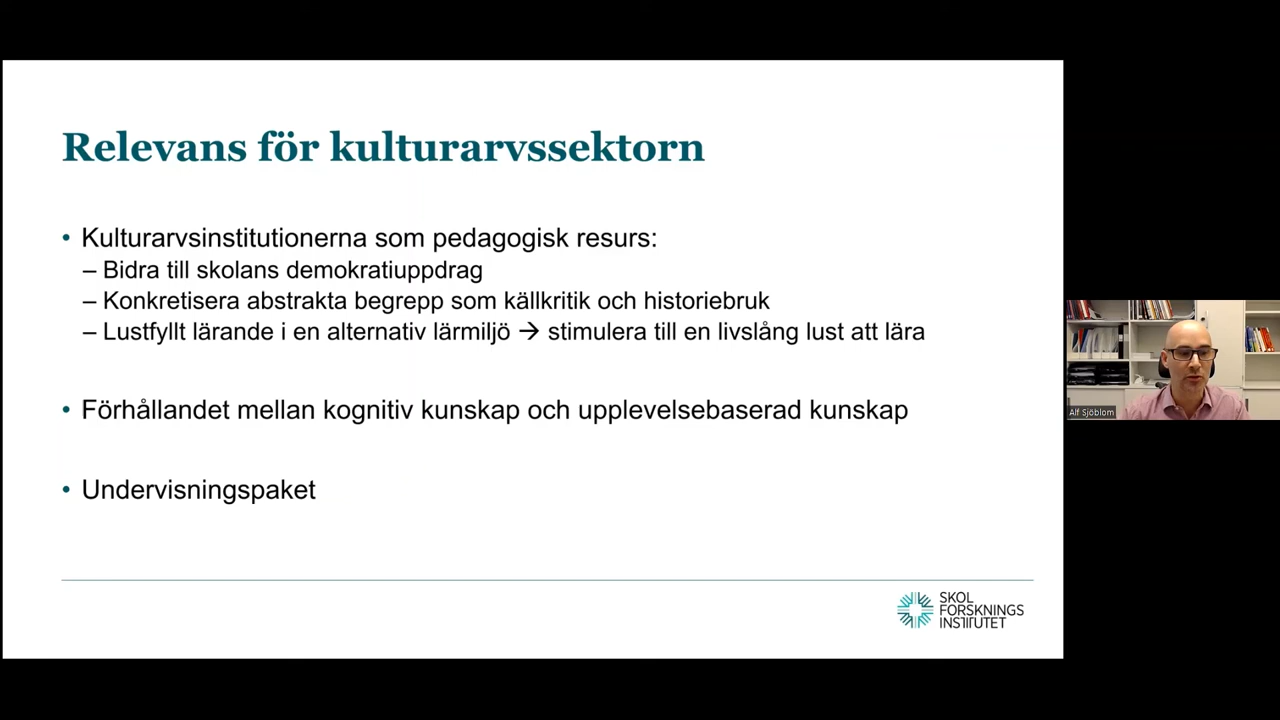 Relevans för kulturarvssektorn
• Kulturarvsinstitutionerna som pedagogisk resurs:
– Bidra till skolans demokratiuppdrag
– Konkretisera abstrakta begrepp som källkritik och historiebruk
– Lustfyllt lärande i en alternativ lärmiljö → stimulera till en livslång lust att lära
• Förhållandet mellan kognitiv kunskap och upplevelsebaserad kunskap
• Undervisningspaket
SKOL
FORSKNINGS
INSTITUTET
Alf Sjöblom